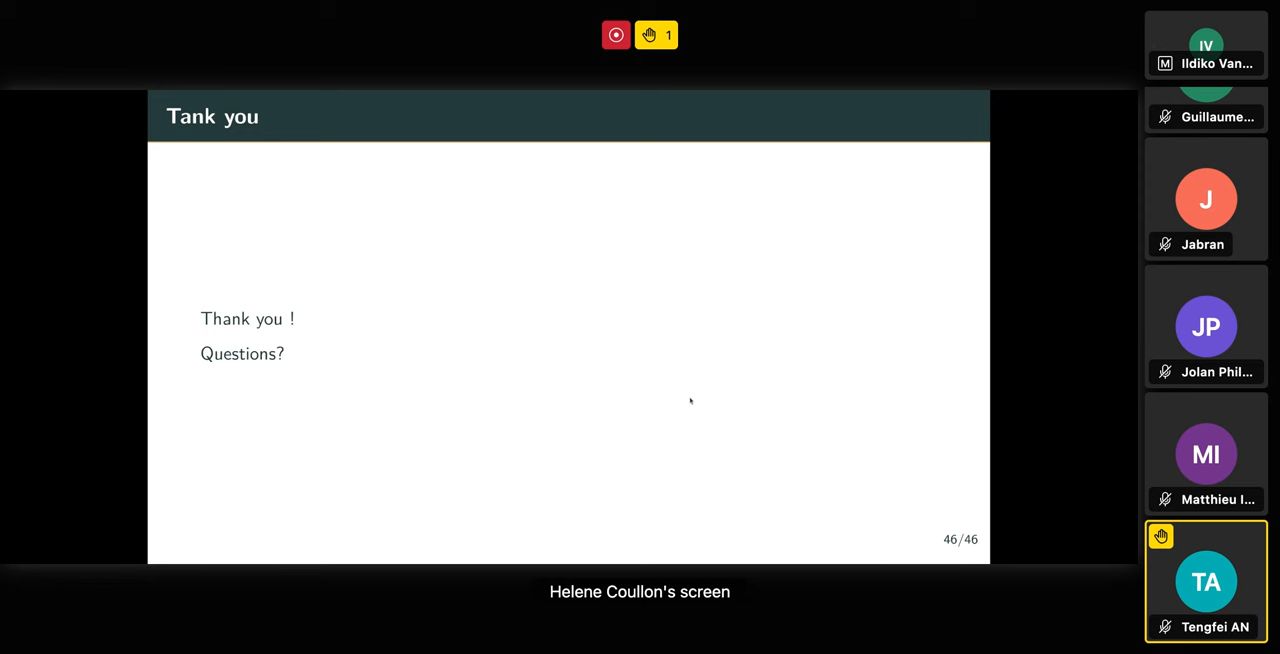 1
Tank you
Thank you !
Questions?
46/46
Helene Coullon's screen
IV
M
Ildiko Van...
Guillaume...
J
Jabran
JP
Jolan Phil...
MI
Matthieu I...
TA
Tengfei AN